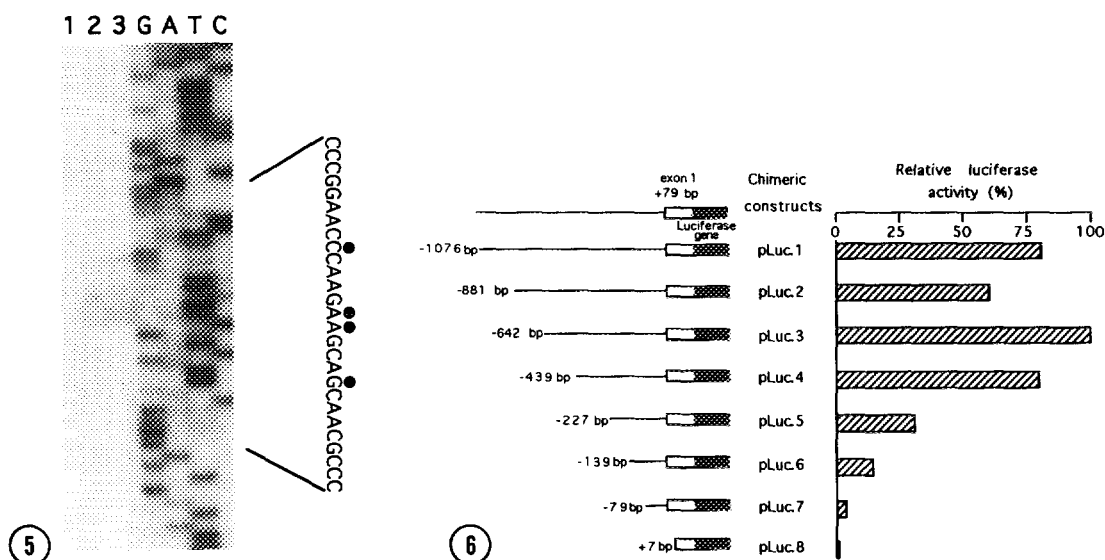 1 2 3 G A T C
CCCGGAACCCAAGAAGCAGCAACGCCC
5
exon 1
+79 bp
Luciferase
gene
Chimeric
constructs
Relative luciferase
activity (%)
0 25 50 75 100
-1076 bp pLuc.1
-881 bp pLuc.2
-642 bp pLuc.3
-439 bp pLuc.4
-227 bp pLuc.5
-139 bp pLuc.6
-79 bp pLuc.7
+7 bp pLuc.8
6